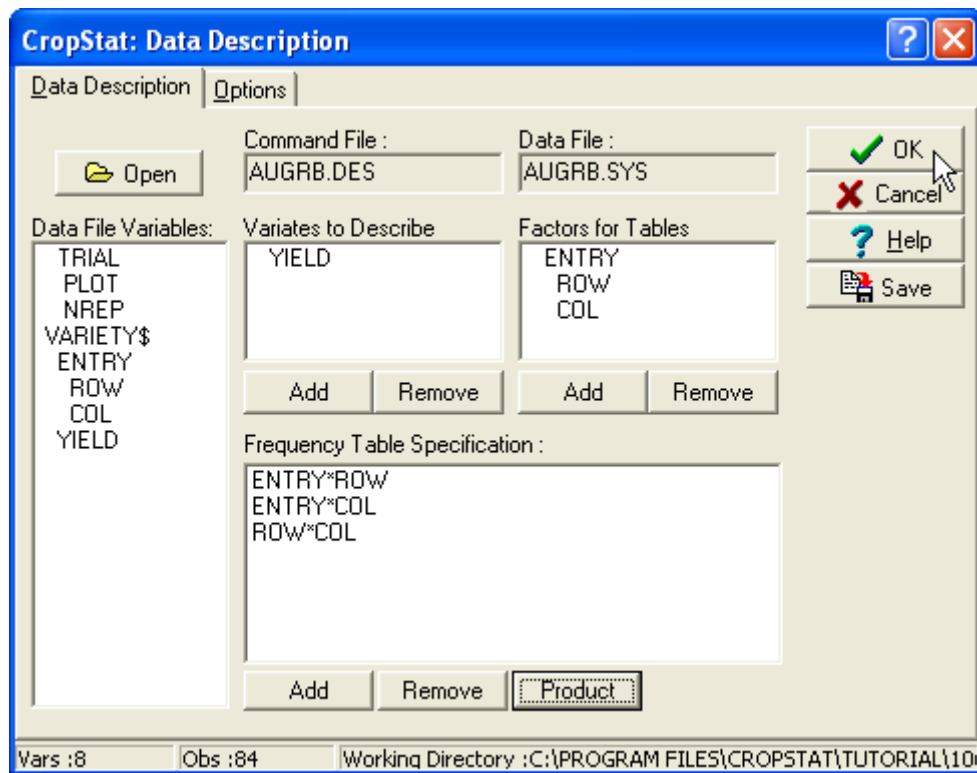 CropStat: Data Description
Data Description
Options
Open
Command File :
AUGRB.DES
Data File :
AUGRB.SYS
OK
Cancel
Help
Save
Data File Variables:
TRIAL
PLOT
NREP
VARIETY$
ENTRY
ROW
COL
YIELD
Variates to Describe
YIELD
Add
Remove
Factors for Tables
ENTRY
ROW
COL
Add
Remove
Frequency Table Specification :
ENTRY*ROW
ENTRY*COL
ROW*COL
Add
Remove
Product
Vars :8
Obs :84
Working Directory :C:\PROGRAM FILES\CROPSTAT\TUTORIAL\10